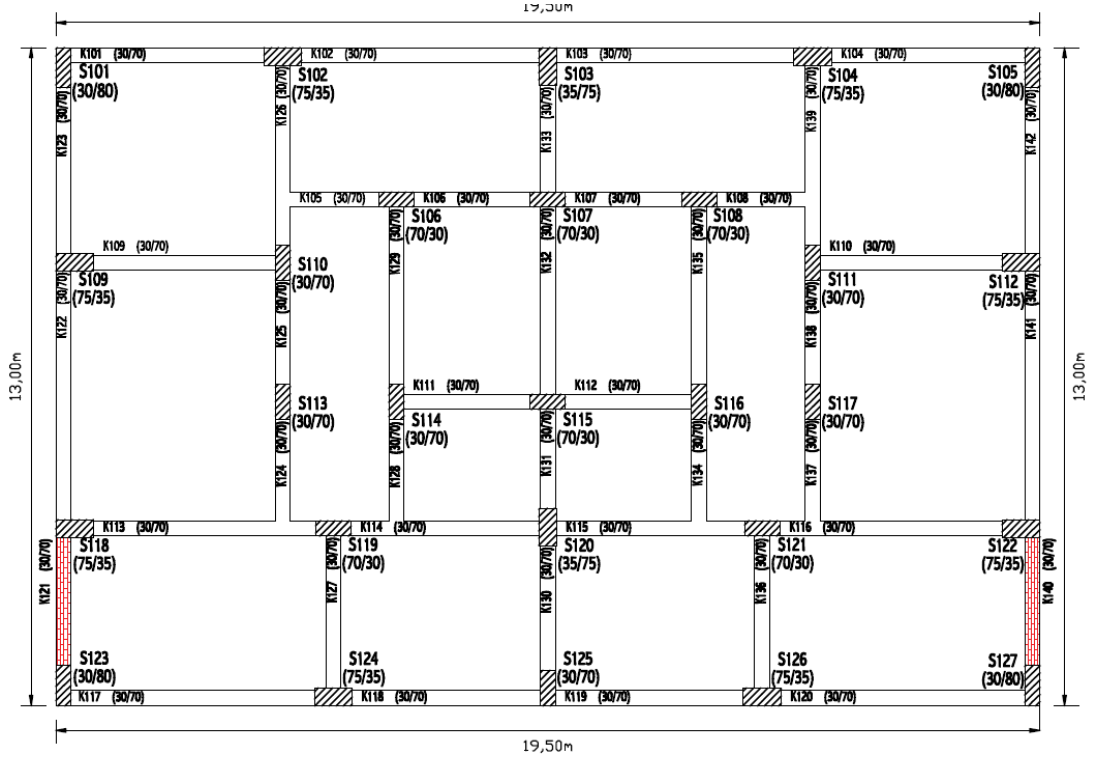 19,50m
K101 (30/70)
K102 (30/70)
K103 (30/70)
K104 (30/70)
S101
(30/80)
S102
(75/35)
S103
(35/75)
S104
(75/35)
S105
(30/80)
K123 (30/70)
K126 (30/70)
K133 (30/70)
K139 (30/70)
K142 (30/70)
K105 (30/70)
K106 (30/70)
K107 (30/70)
K108 (30/70)
S106
(70/30)
S107
(70/30)
S108
(70/30)
K109 (30/70)
K110 (30/70)
K129 (30/70)
K132 (30/70)
K135 (30/70)
S109
(75/35)
S110
(30/70)
S111
(30/70)
S112
(75/35)
K122 (30/70)
K125 (30/70)
K138 (30/70)
K141 (30/70)
13,00m
13,00m
K111 (30/70)
K112 (30/70)
S113
(30/70)
S114
(30/70)
S115
(70/30)
S116
(30/70)
S117
(30/70)
K124 (30/70)
K128 (30/70)
K131 (30/70)
K134 (30/70)
K137 (30/70)
K113 (30/70)
K114 (30/70)
K115 (30/70)
K116 (30/70)
S118
(75/35)
S119
(70/30)
S120
(35/75)
S121
(70/30)
S122
(75/35)
K121 (30/70)
K127 (30/70)
K130 (30/70)
K136 (30/70)
K140 (30/70)
S123
(30/80)
S124
(75/35)
S125
(30/70)
S126
(75/35)
S127
(30/80)
K117 (30/70)
K118 (30/70)
K119 (30/70)
K120 (30/70)
19,50m